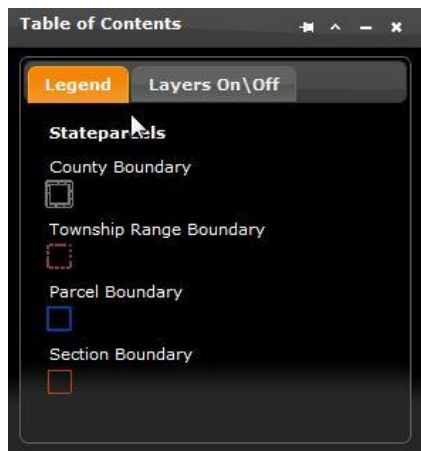 Table of Contents
Legend Layers On\Off
Stateparcels
County Boundary
Township Range Boundary
Parcel Boundary
Section Boundary